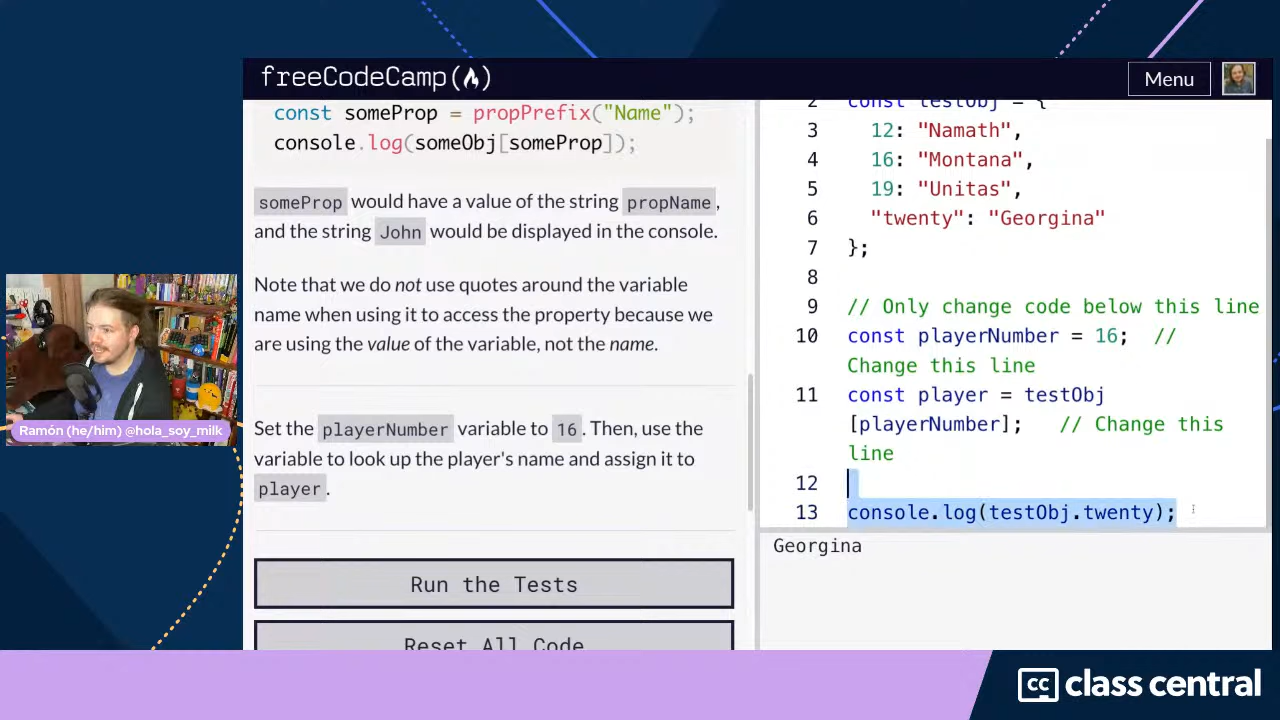 freeCodeCamp(🔥)
Menu
const someProp = propPrefix("Name");
console.log(someObj[someProp]);
someProp would have a value of the string propName,
and the string John would be displayed in the console.
Note that we do not use quotes around the variable
name when using it to access the property because we
are using the value of the variable, not the name.
Set the playerNumber variable to 16. Then, use the
variable to look up the player's name and assign it to
player.
Run the Tests
Reset All Code
2 const testObj = {
3 12: "Namath",
4 16: "Montana",
5 19: "Unitas",
6 "twenty": "Georgina"
7 };
8
9 // Only change code below this line
10 const playerNumber = 16; //
Change this line
11 const player = testObj
[playerNumber]; // Change this
line
12
13 console.log(testObj.twenty);
Georgina
Ramón (he/him) @hola_soy_milk
cc class central